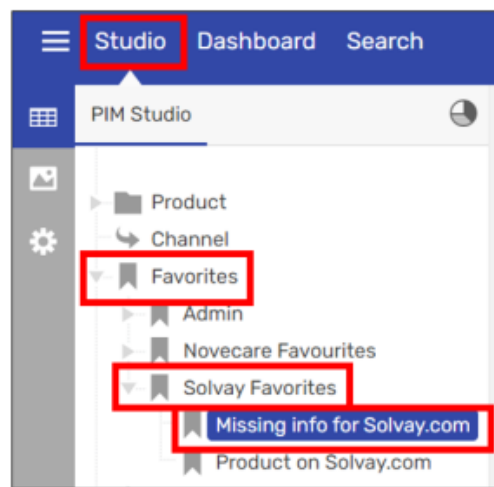 Studio Dashboard Search
PIM Studio
Product
Channel
Favorites
Admin
Novecare Favourites
Solvay Favorites
Missing info for Solvay.com
Product on Solvay.com